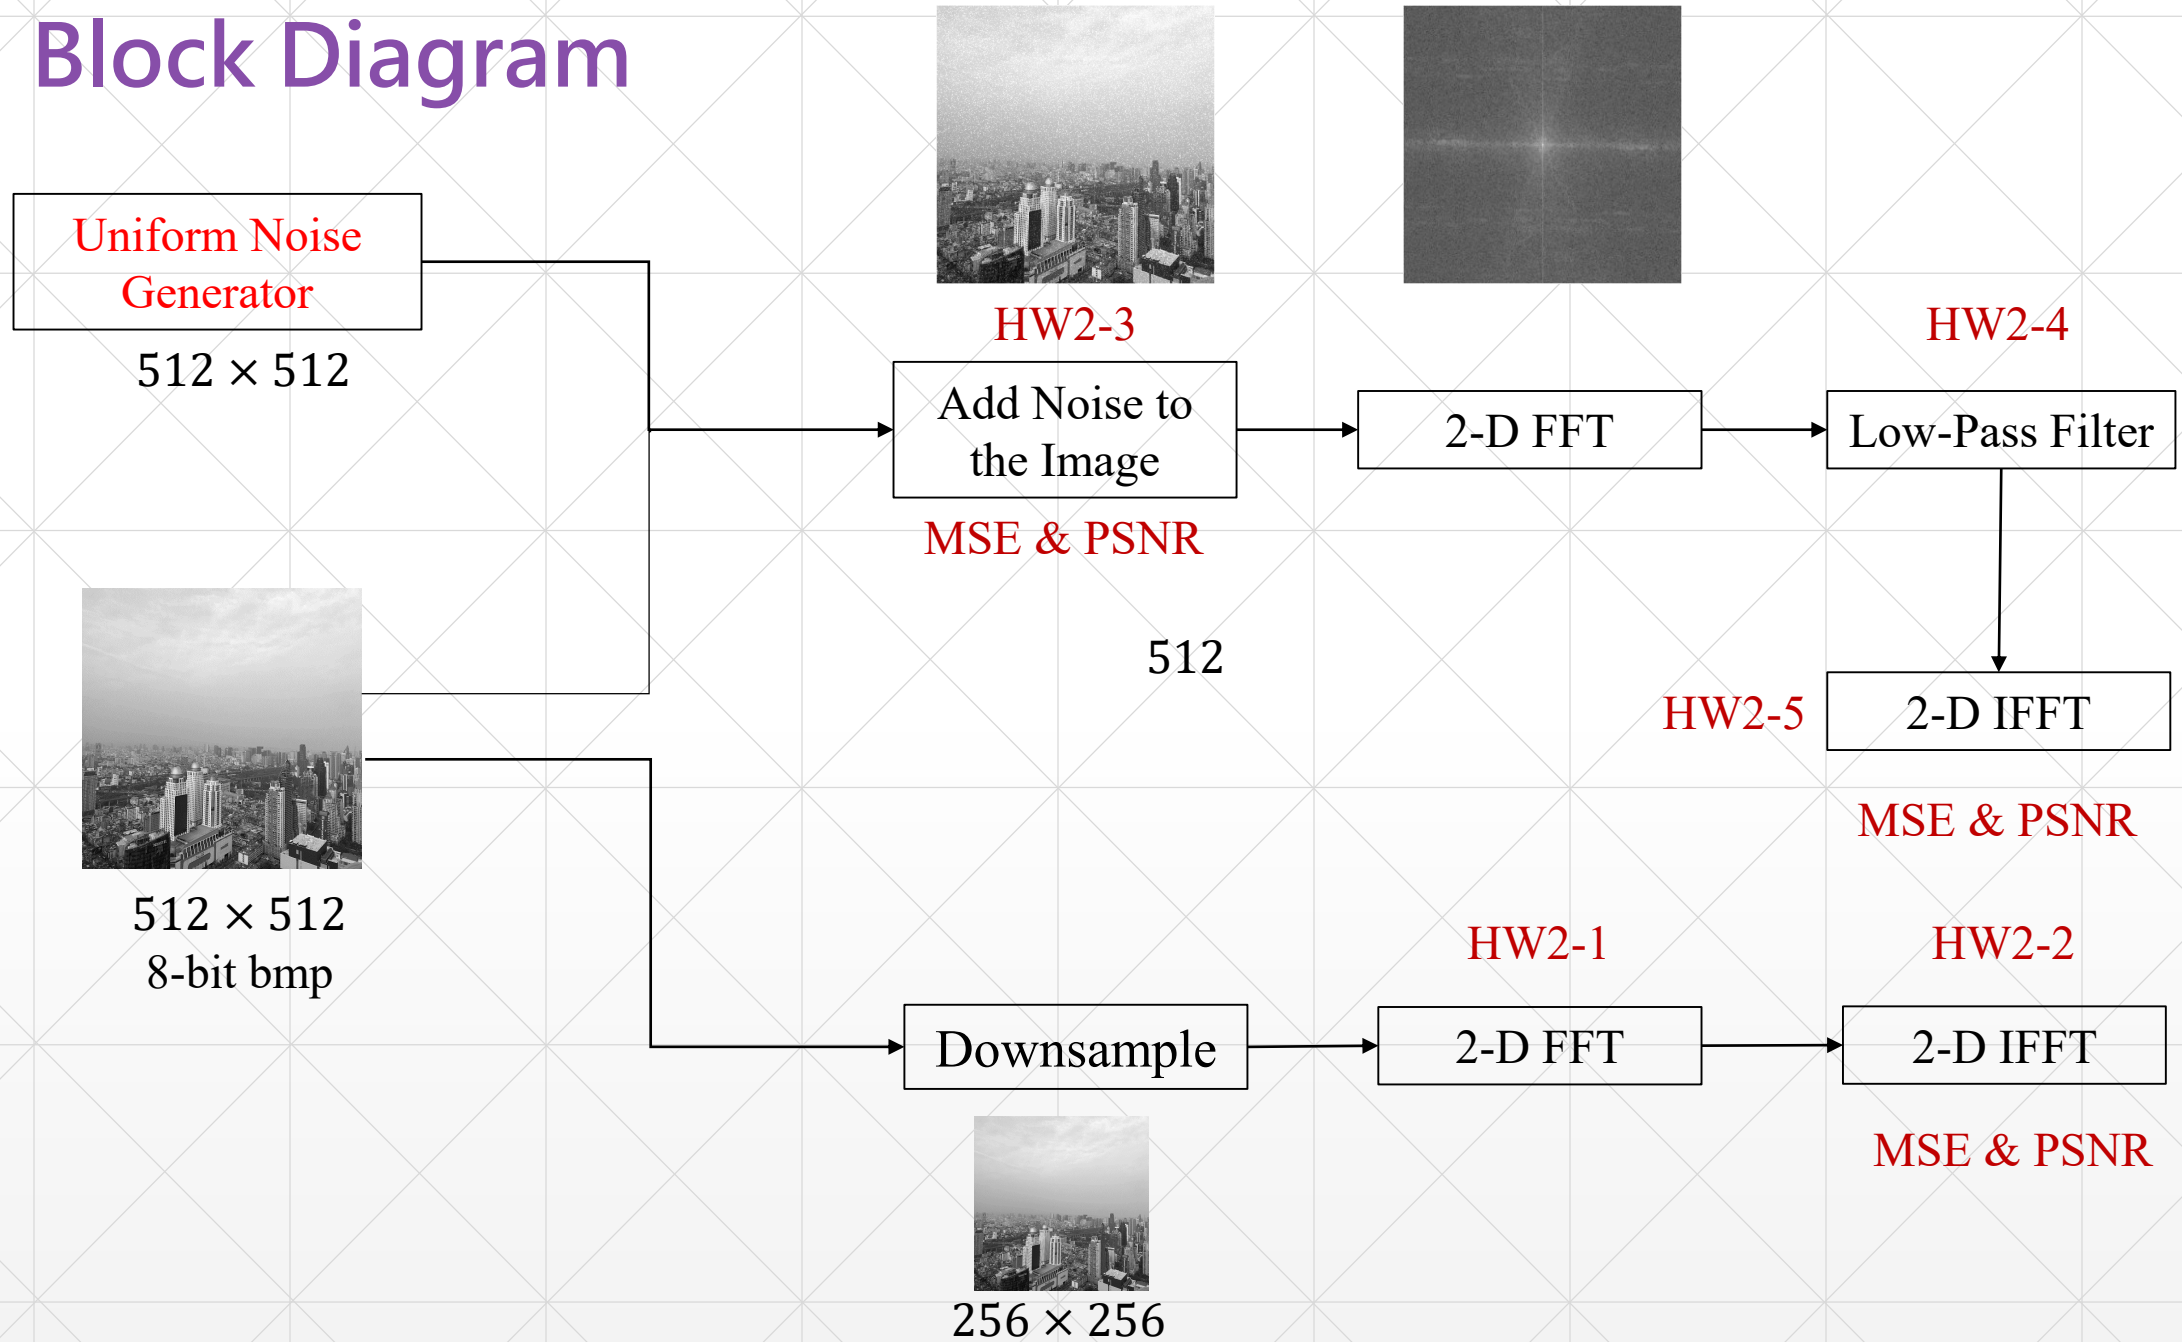 Block Diagram
Uniform Noise
Generator
512 × 512
HW2-3
Add Noise to
the Image
MSE & PSNR
2-D FFT
HW2-4
Low-Pass Filter
512
HW2-5
2-D IFFT
MSE & PSNR
512 × 512
8-bit bmp
Downsample
256 × 256
HW2-1
2-D FFT
HW2-2
2-D IFFT
MSE & PSNR